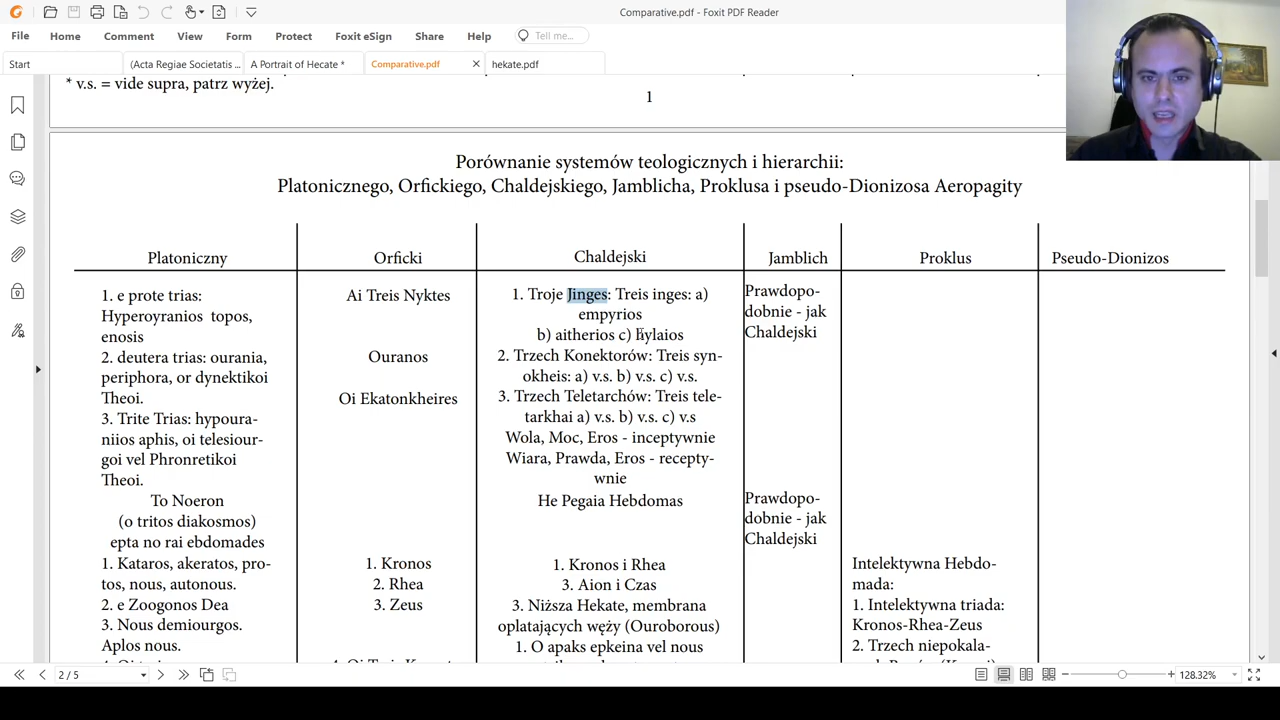 Comparative.pdf - Foxit PDF Reader
File Home Comment View Form Protect Foxit eSign Share Help Tell me...
Start (Acta Regiae Societatis ... A Portrait of Hecate * Comparative.pdf hekate.pdf
* v.s. = vide supra, patrz wyżej.
1
Porównanie systemów teologicznych i hierarchii:
Platonicznego, Orfickiego, Chaldejskiego, Jamblicha, Proklusa i pseudo-Dionizosa Aeropagity
Platoniczny Orficki Chaldejski Jamblich Proklus Pseudo-Dionizos
1. e prote trias:
Hyperoyranios topos,
enosis
2. deutera trias: ourania,
periphora, or dynektikoi
Theoi.
3. Trite Trias: hypoura-
niios aphis, oi telesiour-
goi vel Phronretikoi
Theoi.
To Noeron
(o tritos diakosmos)
epta no rai ebdomades
1. Kataros, akeratos, pro-
tos, nous, autonous.
2. e Zoogonos Dea
3. Nous demiourgos.
Aplos nous.
Ai Treis Nyktes
Ouranos
Oi Ekatonkheires
1. Kronos
2. Rhea
3. Zeus
1. Troje Jinges: Treis inges: a)
empyrios
b) aitherios c) hylaios
2. Trzech Konektorów: Treis syn-
okheis: a) v.s. b) v.s. c) v.s.
3. Trzech Teletarchów: Treis tele-
tarkhai a) v.s. b) v.s. c) v.s
Wola, Moc, Eros - inceptywnie
Wiara, Prawda, Eros - recepty-
wnie
He Pegaia Hebdomas
1. Kronos i Rhea
3. Aion i Czas
3. Niższa Hekate, membrana
oplatających węży (Ouroborous)
1. O apaks epkeina vel nous
Prawdopo-
dobnie - jak
Chaldejski
Prawdopo-
dobnie - jak
Chaldejski
Intelektywna Hebdo-
mada:
1. Intelektywna triada:
Kronos-Rhea-Zeus
2. Trzech niepokala-
2 / 5
128.32%